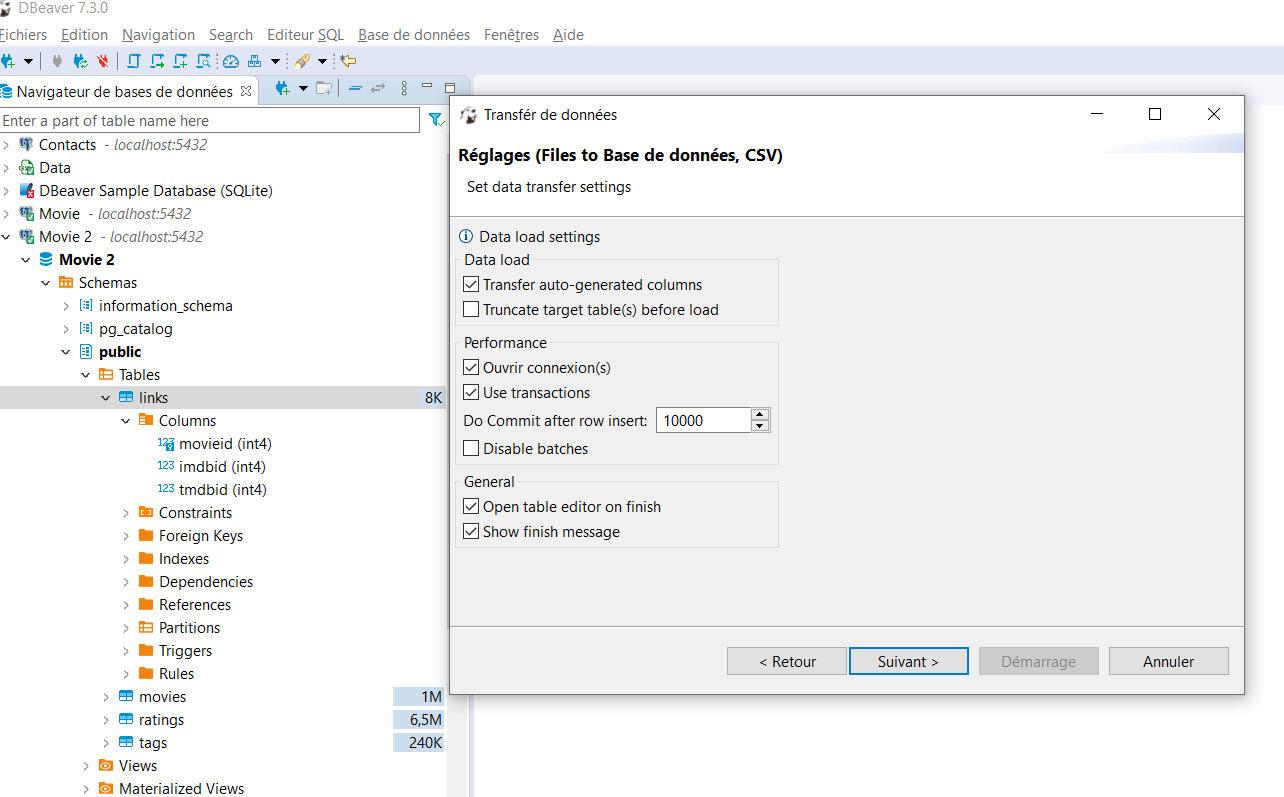 DBeaver 7.3.0
Fichiers Edition Navigation Search Editeur SQL Base de données Fenêtres Aide
Navigateur de bases de données
Enter a part of table name here
Contacts - localhost:5432
Data
DBeaver Sample Database (SQLite)
Movie - localhost:5432
Movie 2 - localhost:5432
Movie 2
Schemas
information_schema
pg_catalog
public
Tables
links 8K
Columns
123 movieid (int4)
123 imdbid (int4)
123 tmdbid (int4)
Constraints
Foreign Keys
Indexes
Dependencies
References
Partitions
Triggers
Rules
movies 1M
ratings 6,5M
tags 240K
Views
Materialized Views
Transfér de données
Réglages (Files to Base de données, CSV)
Set data transfer settings
Data load settings
Data load
Transfer auto-generated columns
Truncate target table(s) before load
Performance
Ouvrir connexion(s)
Use transactions
Do Commit after row insert: 10000
Disable batches
General
Open table editor on finish
Show finish message
< Retour Suivant > Démarrage Annuler